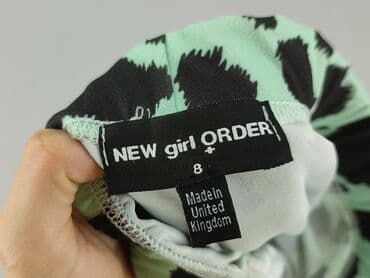 NEW girl ORDER
+
8
Made in
United
Kingdom